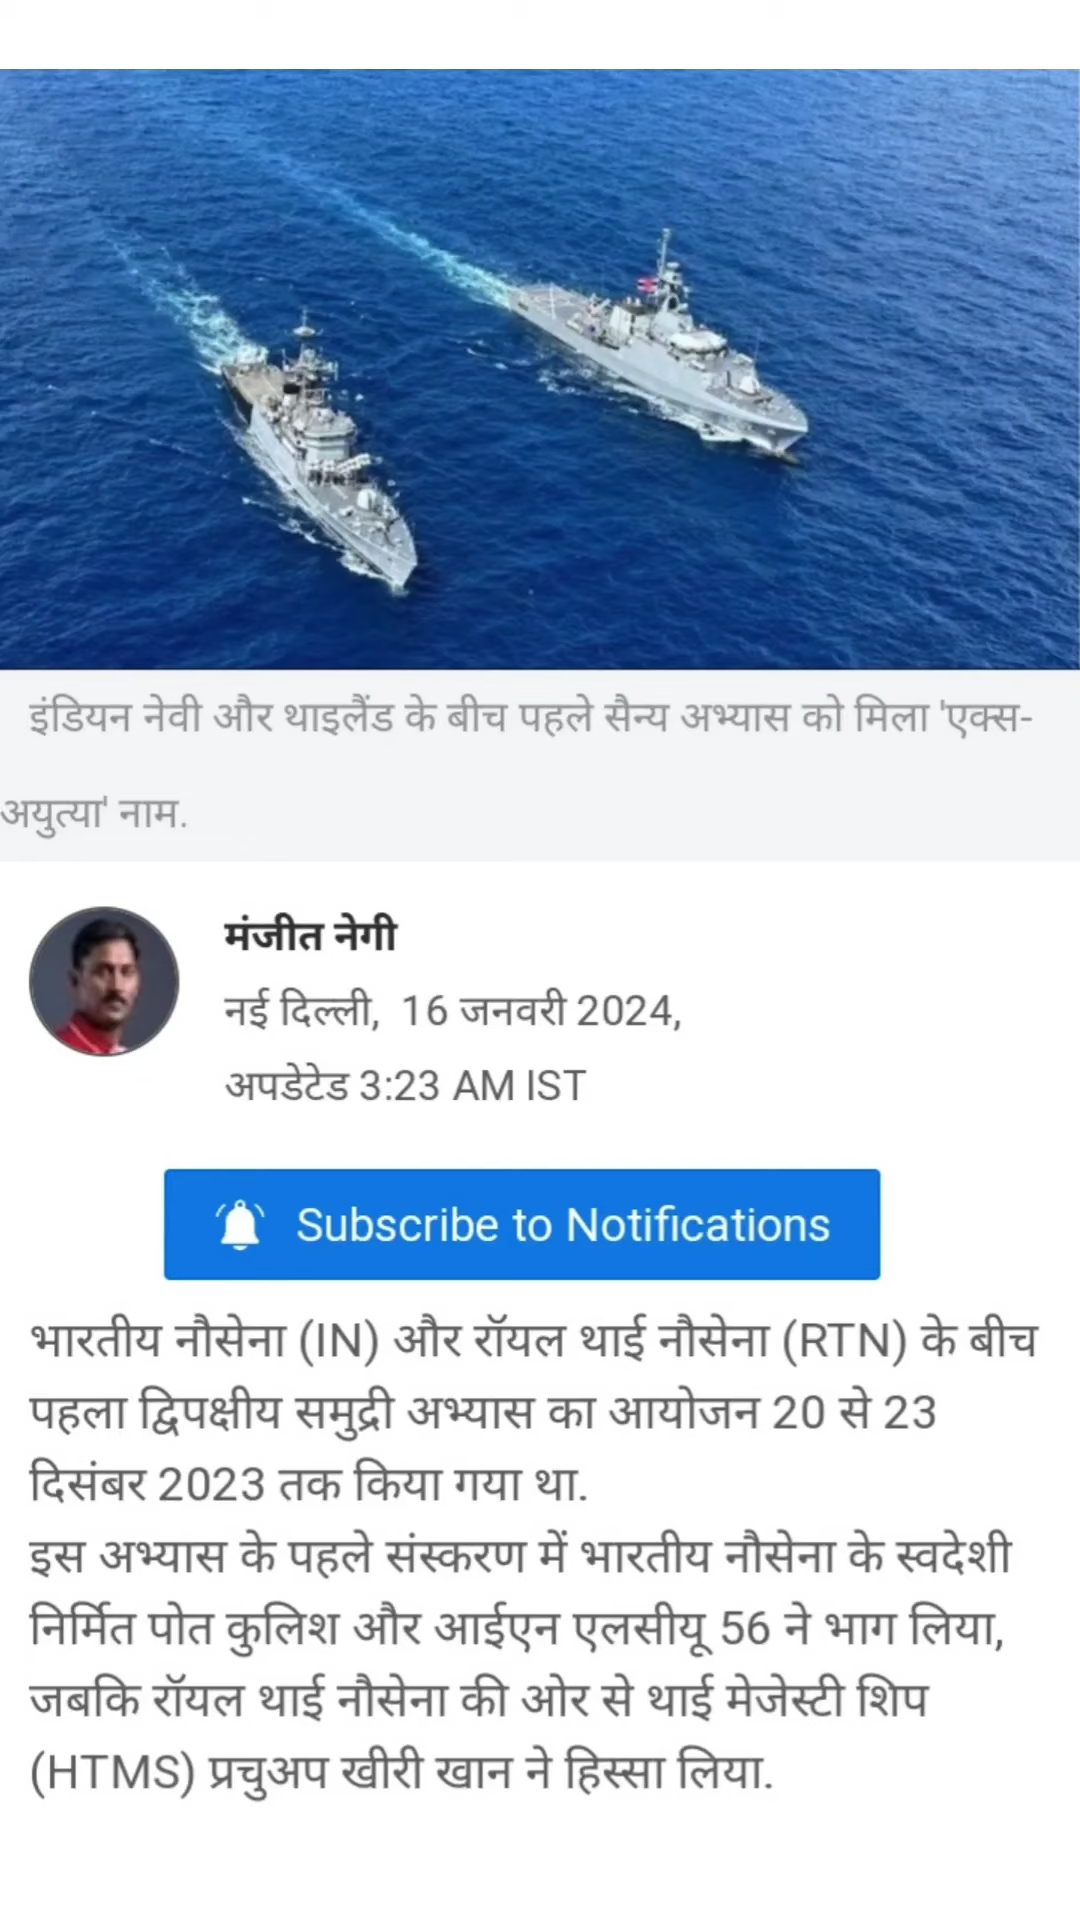 इंडियन नेवी और थाइलैंड के बीच पहले सैन्य अभ्यास को मिला 'एक्स-
अयुत्या' नाम.
मंजीत नेगी
नई दिल्ली, 16 जनवरी 2024,
अपडेटेड 3:23 AM IST
Subscribe to Notifications
भारतीय नौसेना (IN) और रॉयल थाई नौसेना (RTN) के बीच
पहला द्विपक्षीय समुद्री अभ्यास का आयोजन 20 से 23
दिसंबर 2023 तक किया गया था.
इस अभ्यास के पहले संस्करण में भारतीय नौसेना के स्वदेशी
निर्मित पोत कुलिश और आईएन एलसीयू 56 ने भाग लिया,
जबकि रॉयल थाई नौसेना की ओर से थाई मेजेस्टी शिप
(HTMS) प्रचुअप खीरी खान ने हिस्सा लिया.